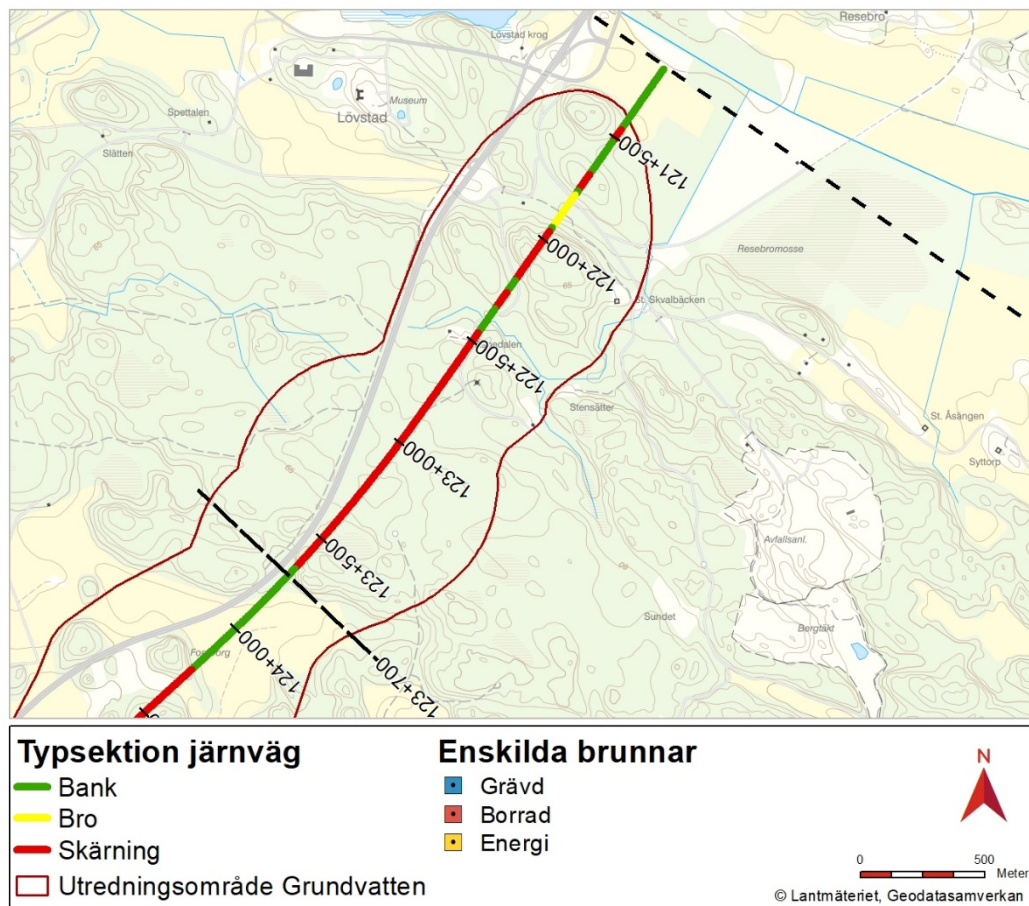 Lövstad krog
Resebro
Museum
Spettalen
Lövstad
Slätten
121+500
Resebromosse
122+000
65
St. Skvalbäcken
122+500
Stensätter
St. Åsängen
Syttorp
123+000
Avfallsanl.
123+500
Sundet
Bergtäkt
124+000
123+700
Typsektion järnväg
Bank
Bro
Skärning
Utredningsområde Grundvatten
Enskilda brunnar
Grävd
Borrad
Energi
N
0 500
Meter
© Lantmäteriet, Geodatasamverkan